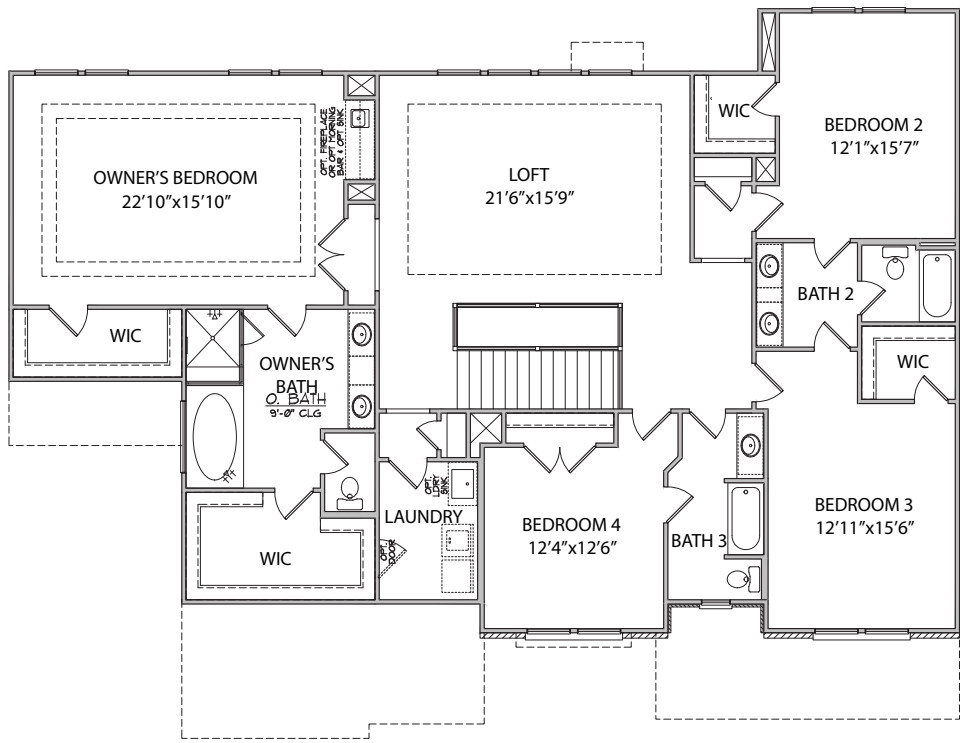 BEDROOM 2
12'1"x15'7"
WIC
OPT. FIREPLACE
OR OPT MORNING
BAR & OPT SINK
OWNER'S BEDROOM
22'10"x15'10"
LOFT
21'6"x15'9"
BATH 2
WIC
WIC
OWNER'S
BATH
O. BATH
9'-0" CLG
OPT.
LDRY
SINK
LAUNDRY
OPT.
DOOR
WIC
BEDROOM 4
12'4"x12'6"
BATH 3
BEDROOM 3
12'11"x15'6"